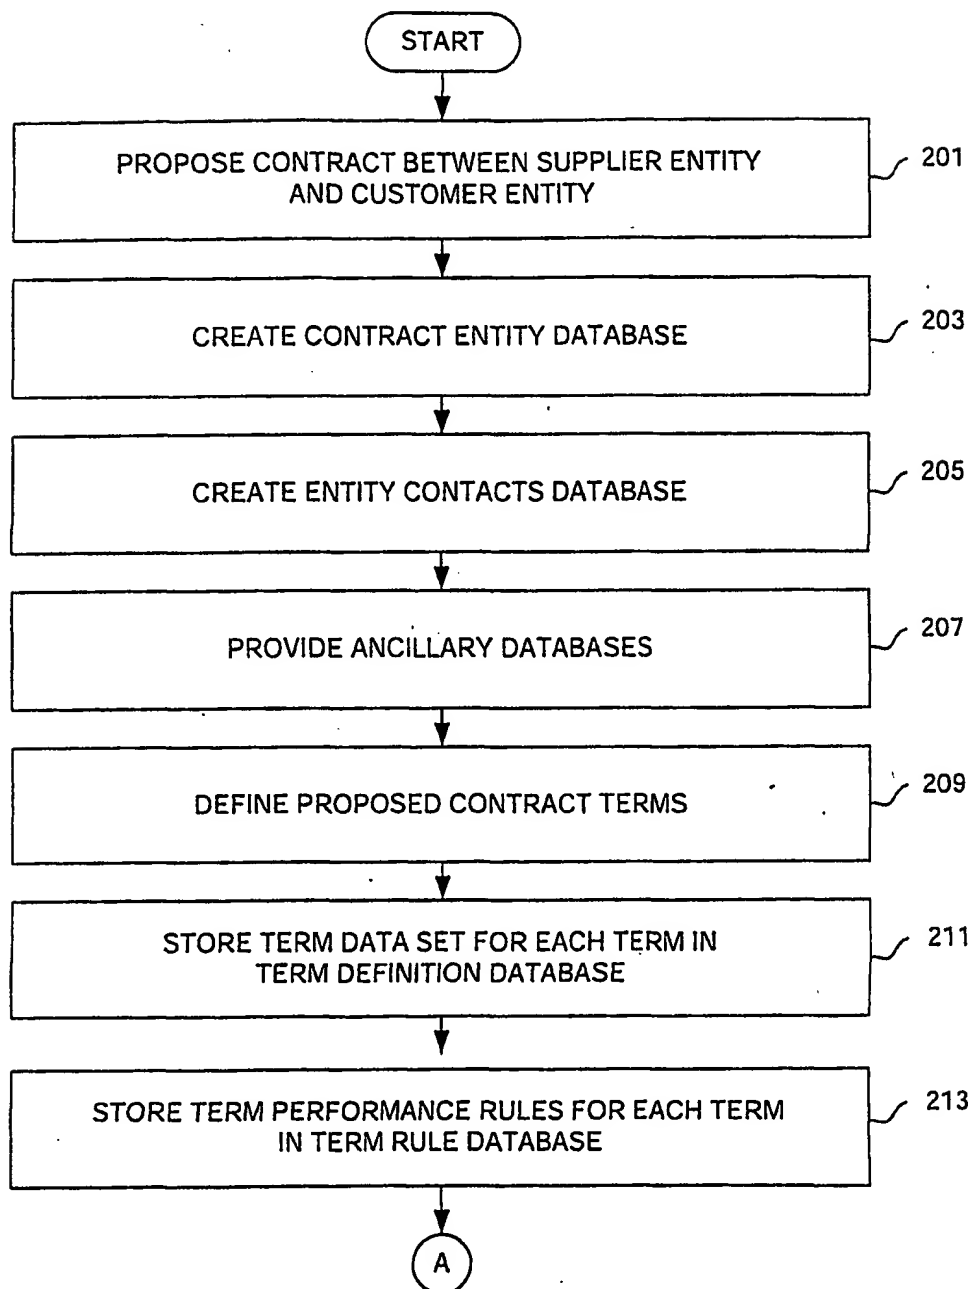 START
PROPOSE CONTRACT BETWEEN SUPPLIER ENTITY
AND CUSTOMER ENTITY
201
CREATE CONTRACT ENTITY DATABASE
203
CREATE ENTITY CONTACTS DATABASE
205
PROVIDE ANCILLARY DATABASES
207
DEFINE PROPOSED CONTRACT TERMS
209
STORE TERM DATA SET FOR EACH TERM IN
TERM DEFINITION DATABASE
211
STORE TERM PERFORMANCE RULES FOR EACH TERM
IN TERM RULE DATABASE
213
A